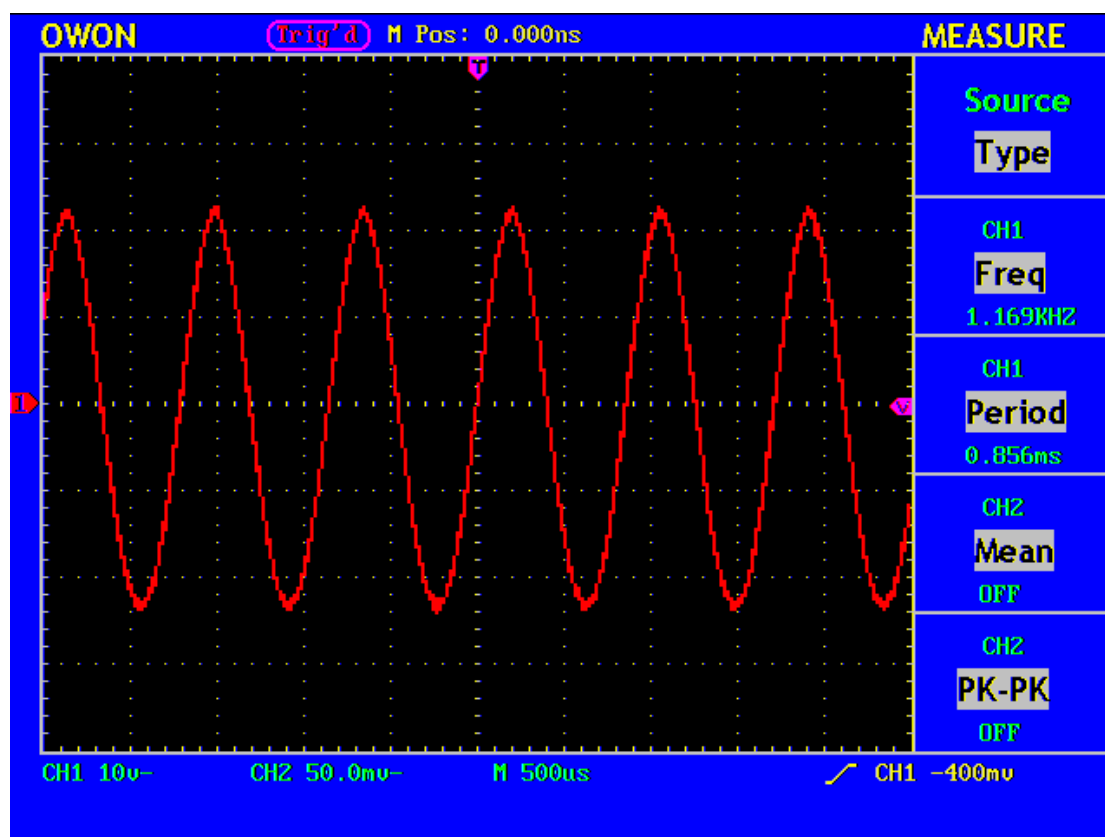 OWON Trig'd M Pos: 0.000ns MEASURE
T
Source
Type
CH1
Freq
1.169KHZ
1
V
CH1
Period
0.856ms
CH2
Mean
OFF
CH2
PK-PK
OFF
CH1 10v- CH2 50.0mv- M 500us CH1 -400mv